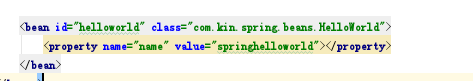 <bean id="helloworld" class="com.kin.spring.beans.HelloWorld">
<property name="name" value="springhelloworld"></property>
</bean>